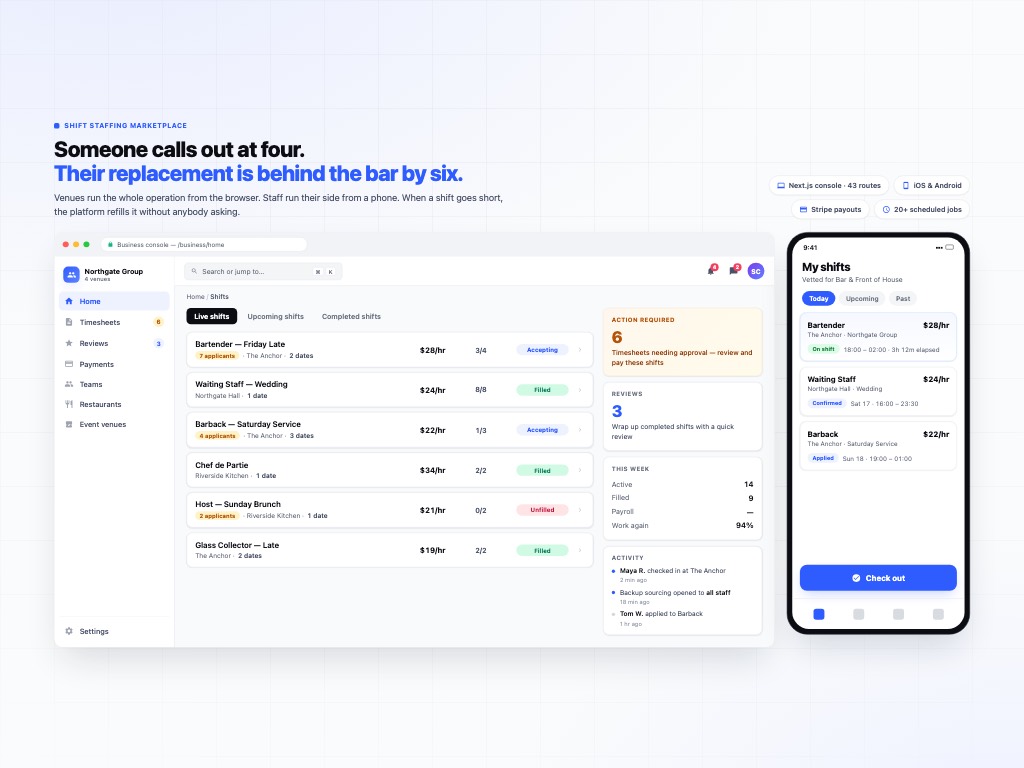 SHIFT STAFFING MARKETPLACE
Someone calls out at four.
Their replacement is behind the bar by six.
Venues run the whole operation from the browser. Staff run their side from a phone. When a shift goes short,
the platform refills it without anybody asking.
Next.js console · 43 routes
iOS & Android
Stripe payouts
20+ scheduled jobs
Business console — /business/home
Northgate Group
4 venues
Home
Timesheets 6
Reviews 3
Payments
Teams
Restaurants
Event venues
Settings
Search or jump to... ⌘ K
4
2
SC
Home / Shifts
Live shifts
Upcoming shifts
Completed shifts
Bartender — Friday Late
7 applicants · The Anchor · 2 dates
$28/hr
3/4
Accepting
Waiting Staff — Wedding
Northgate Hall · 1 date
$24/hr
8/8
Filled
Barback — Saturday Service
4 applicants · The Anchor · 3 dates
$22/hr
1/3
Accepting
Chef de Partie
Riverside Kitchen · 1 date
$34/hr
2/2
Filled
Host — Sunday Brunch
2 applicants · Riverside Kitchen · 1 date
$21/hr
0/2
Unfilled
Glass Collector — Late
The Anchor · 2 dates
$19/hr
2/2
Filled
ACTION REQUIRED
6
Timesheets needing approval — review and
pay these shifts
REVIEWS
3
Wrap up completed shifts with a quick
review
THIS WEEK
Active 14
Filled 9
Payroll —
Work again 94%
ACTIVITY
Maya R. checked in at The Anchor
2 min ago
Backup sourcing opened to all staff
18 min ago
Tom W. applied to Barback
1 hr ago
9:41
My shifts
Vetted for Bar & Front of House
Today
Upcoming
Past
Bartender $28/hr
The Anchor · Northgate Group
On shift 18:00 – 02:00 · 3h 12m elapsed
Waiting Staff $24/hr
Northgate Hall · Wedding
Confirmed Sat 17 · 16:00 – 23:30
Barback $22/hr
The Anchor · Saturday Service
Applied Sun 18 · 19:00 – 01:00
Check out